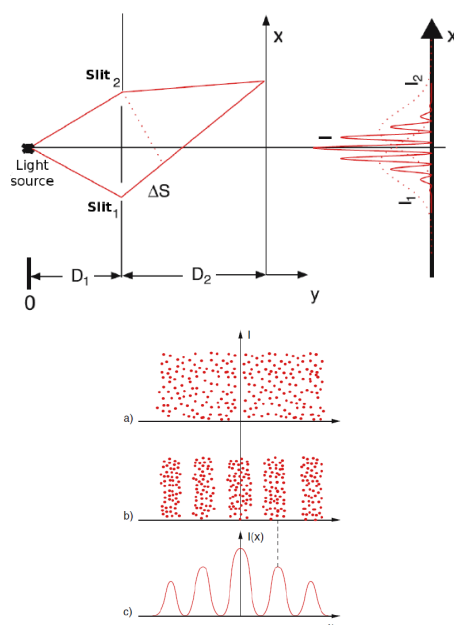 x
x
Slit2
I2
I
Light
source
Slit1
ΔS
I1
D1
D2
0
y
I
a)
b)
I(x)
c)